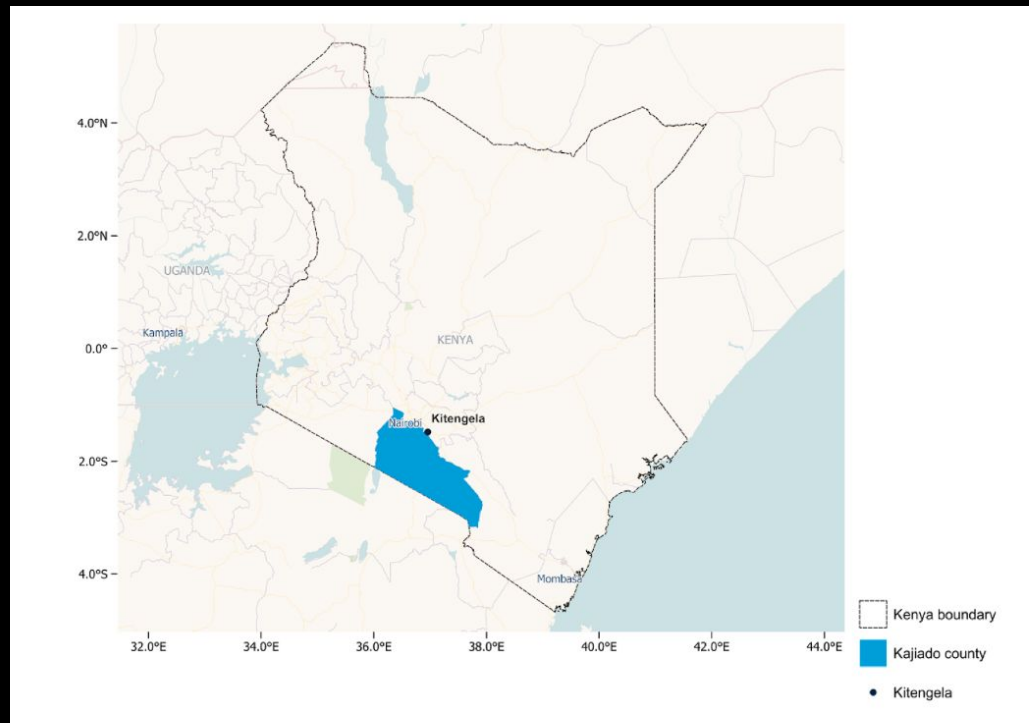 4.0°N
2.0°N
UGANDA
Kampala
0.0°
KENYA
Nairobi
Kitengela
2.0°S
4.0°S
Mombasa
32.0°E
34.0°E
36.0°E
38.0°E
40.0°E
42.0°E
44.0°E
Kenya boundary
Kajiado county
Kitengela